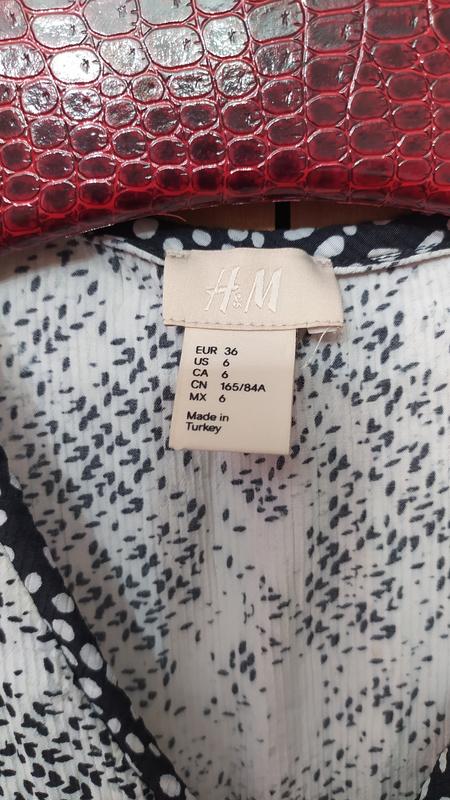 H&M
EUR 36
US 6
CA 6
CN 165/84A
MX 6
Made in
Turkey